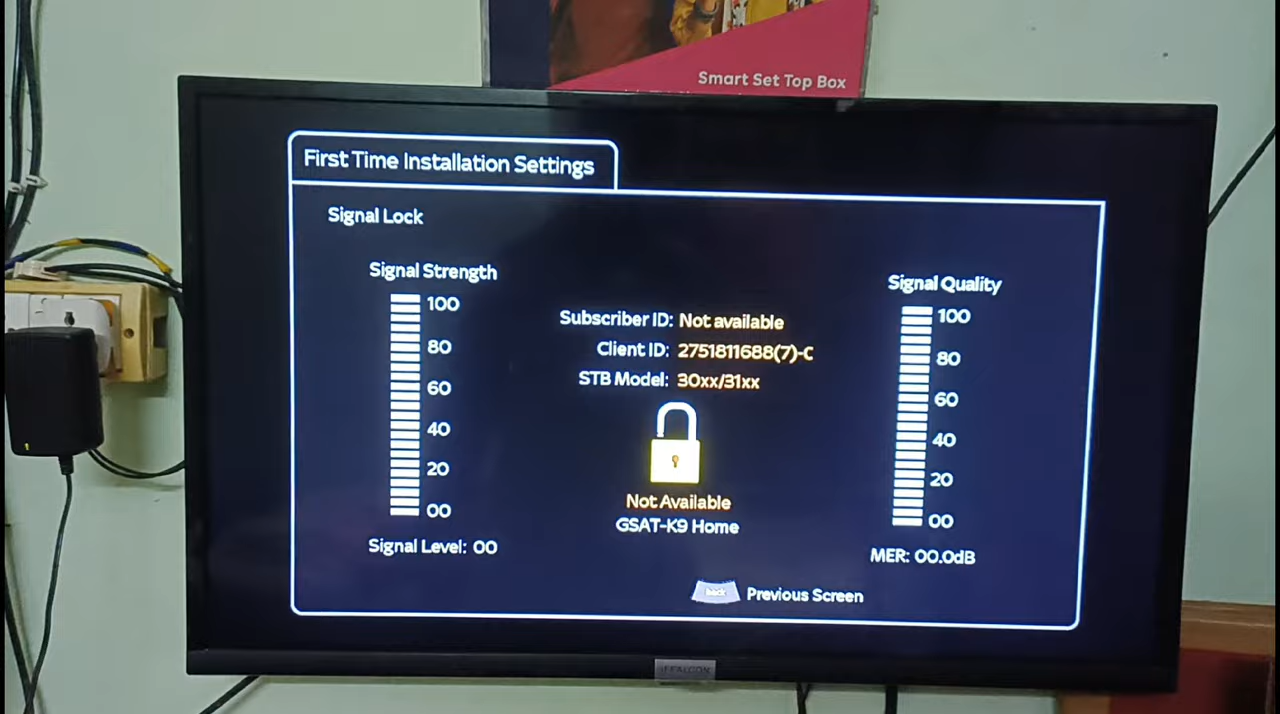 Smart Set Top Box
First Time Installation Settings
Signal Lock
Signal Strength
100
80
60
40
20
00
Signal Level: 00
Subscriber ID: Not available
Client ID: 2751811688(7)-C
STB Model: 30xx/31xx
Not Available
GSAT-K9 Home
Signal Quality
100
80
60
40
20
00
MER: 00.0dB
back Previous Screen
iFFALCON